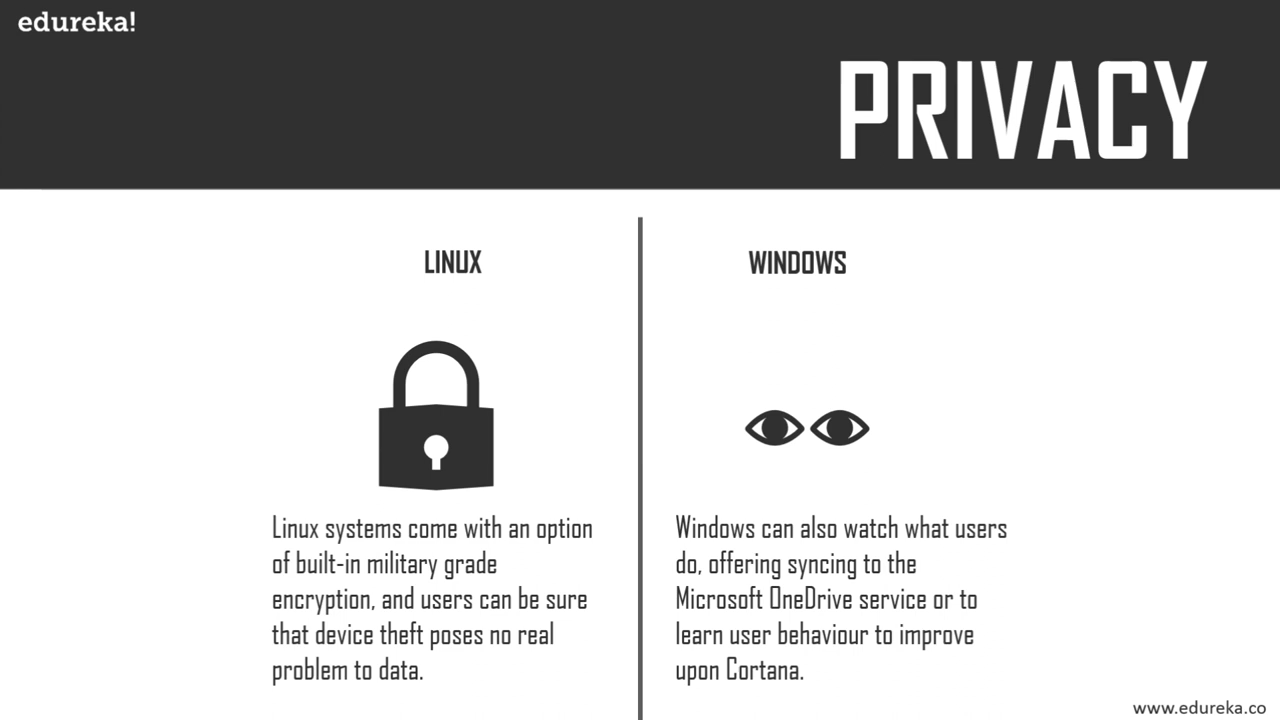 edureka!
PRIVACY
LINUX
Linux systems come with an option
of built-in military grade
encryption, and users can be sure
that device theft poses no real
problem to data.
WINDOWS
Windows can also watch what users
do, offering syncing to the
Microsoft OneDrive service or to
learn user behaviour to improve
upon Cortana.
www.edureka.co